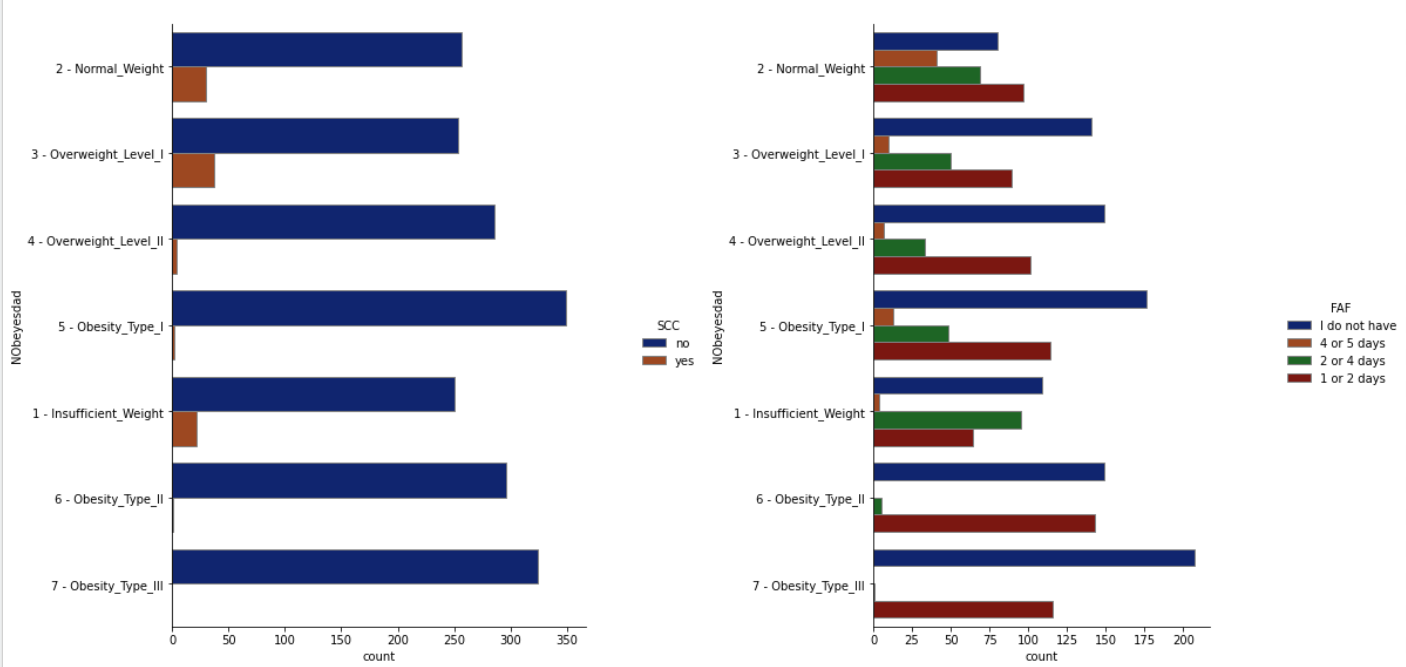 2 - Normal_Weight
3 - Overweight_Level_I
4 - Overweight_Level_II
5 - Obesity_Type_I
1 - Insufficient_Weight
6 - Obesity_Type_II
7 - Obesity_Type_III
NObeyesdad
0 50 100 150 200 250 300 350
count
SCC
no
yes
2 - Normal_Weight
3 - Overweight_Level_I
4 - Overweight_Level_II
5 - Obesity_Type_I
1 - Insufficient_Weight
6 - Obesity_Type_II
7 - Obesity_Type_III
NObeyesdad
0 25 50 75 100 125 150 175 200
count
FAF
I do not have
4 or 5 days
2 or 4 days
1 or 2 days